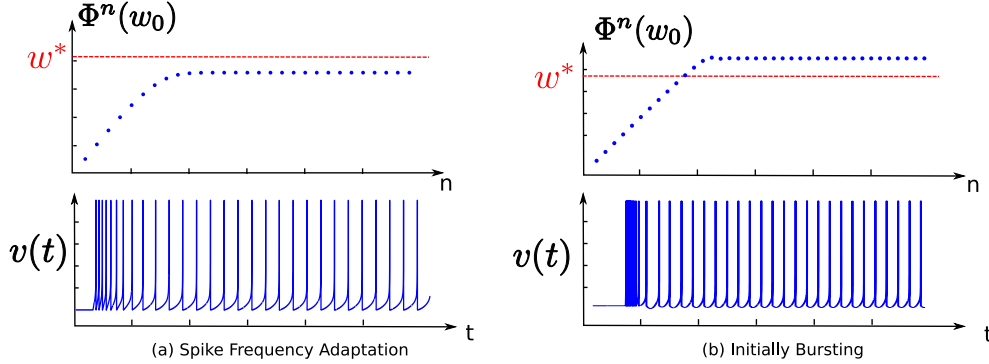 Φⁿ(w₀)
w*
n
v(t)
t
(a) Spike Frequency Adaptation
Φⁿ(w₀)
w*
n
v(t)
t
(b) Initially Bursting